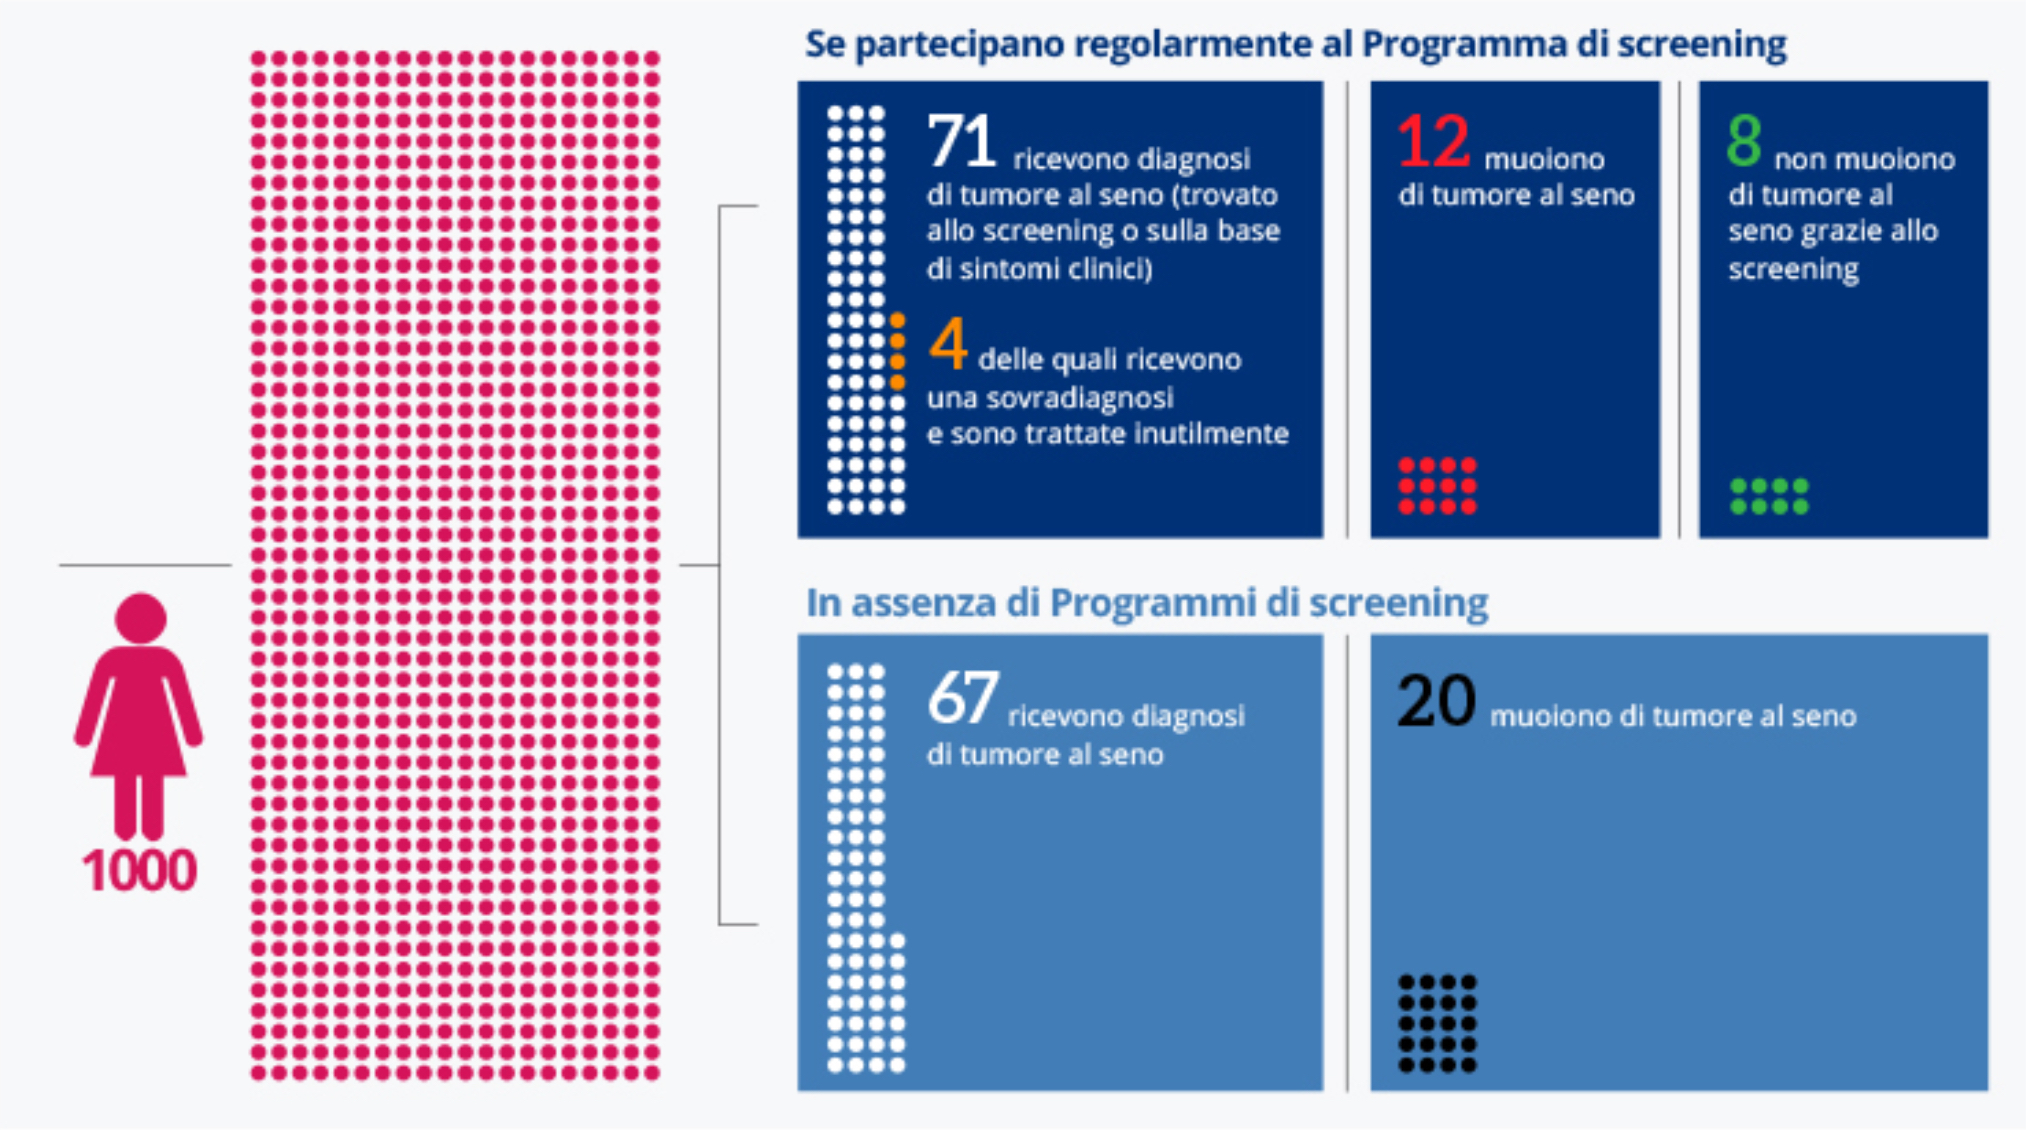 1000
Se partecipano regolarmente al Programma di screening
71 ricevono diagnosi
di tumore al seno (trovato
allo screening o sulla base
di sintomi clinici)
4 delle quali ricevono
una sovradiagnosi
e sono trattate inutilmente
12 muoiono
di tumore al seno
8 non muoiono
di tumore al
seno grazie allo
screening
In assenza di Programmi di screening
67 ricevono diagnosi
di tumore al seno
20 muoiono di tumore al seno